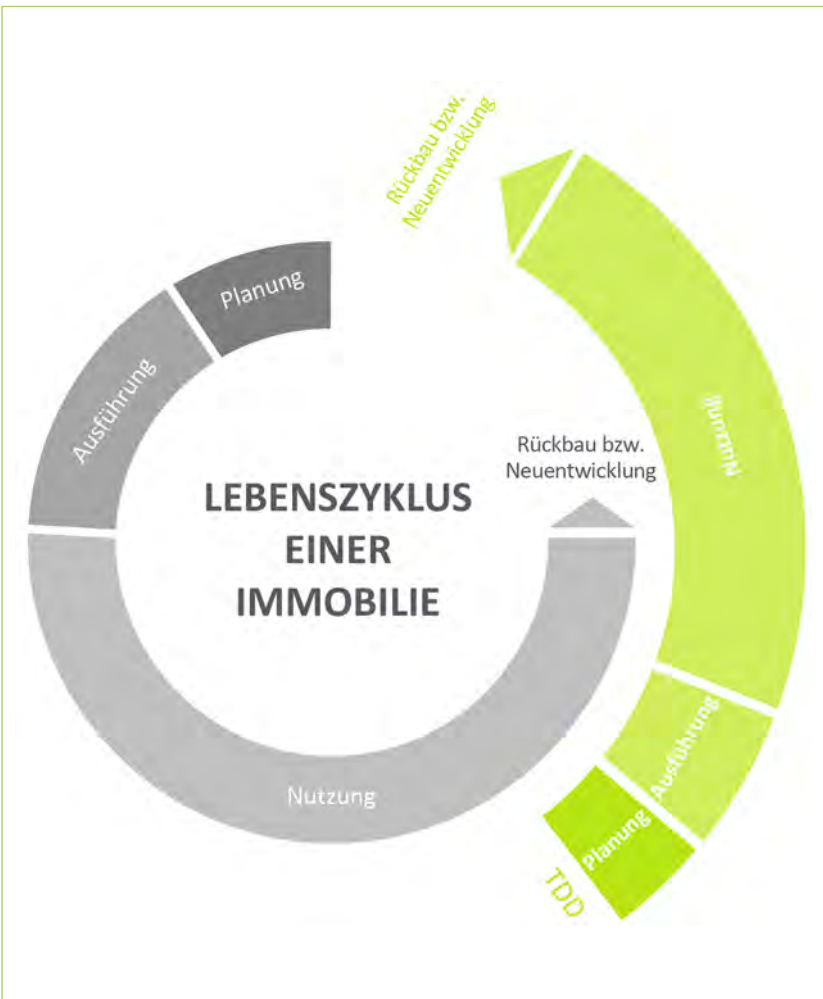 Rückbau bzw.
Neuentwicklung
Planung
Ausführung
LEBENSZYKLUS
EINER
IMMOBILIE
Rückbau bzw.
Neuentwicklung
Nutzung
Nutzung
Ausführung
Planung
TDD